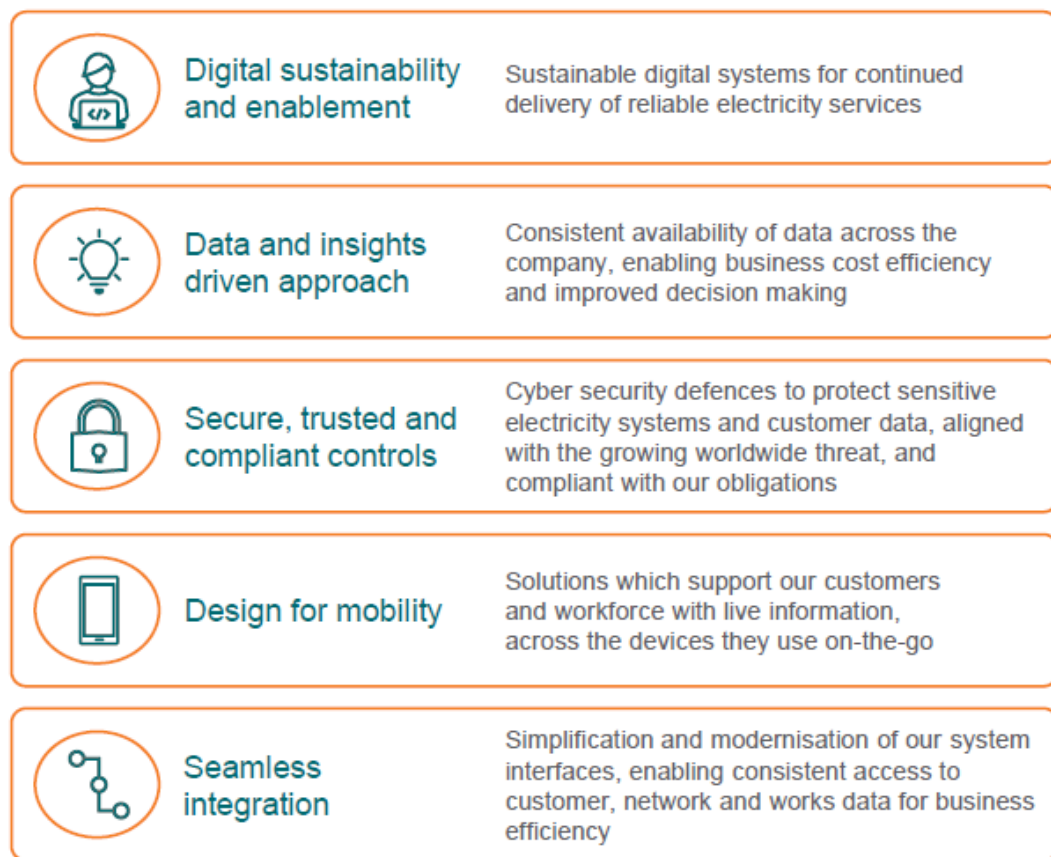 Digital sustainability
and enablement
Sustainable digital systems for continued
delivery of reliable electricity services
Data and insights
driven approach
Consistent availability of data across the
company, enabling business cost efficiency
and improved decision making
Secure, trusted and
compliant controls
Cyber security defences to protect sensitive
electricity systems and customer data, aligned
with the growing worldwide threat, and
compliant with our obligations
Design for mobility
Solutions which support our customers
and workforce with live information,
across the devices they use on-the-go
Seamless
integration
Simplification and modernisation of our system
interfaces, enabling consistent access to
customer, network and works data for business
efficiency